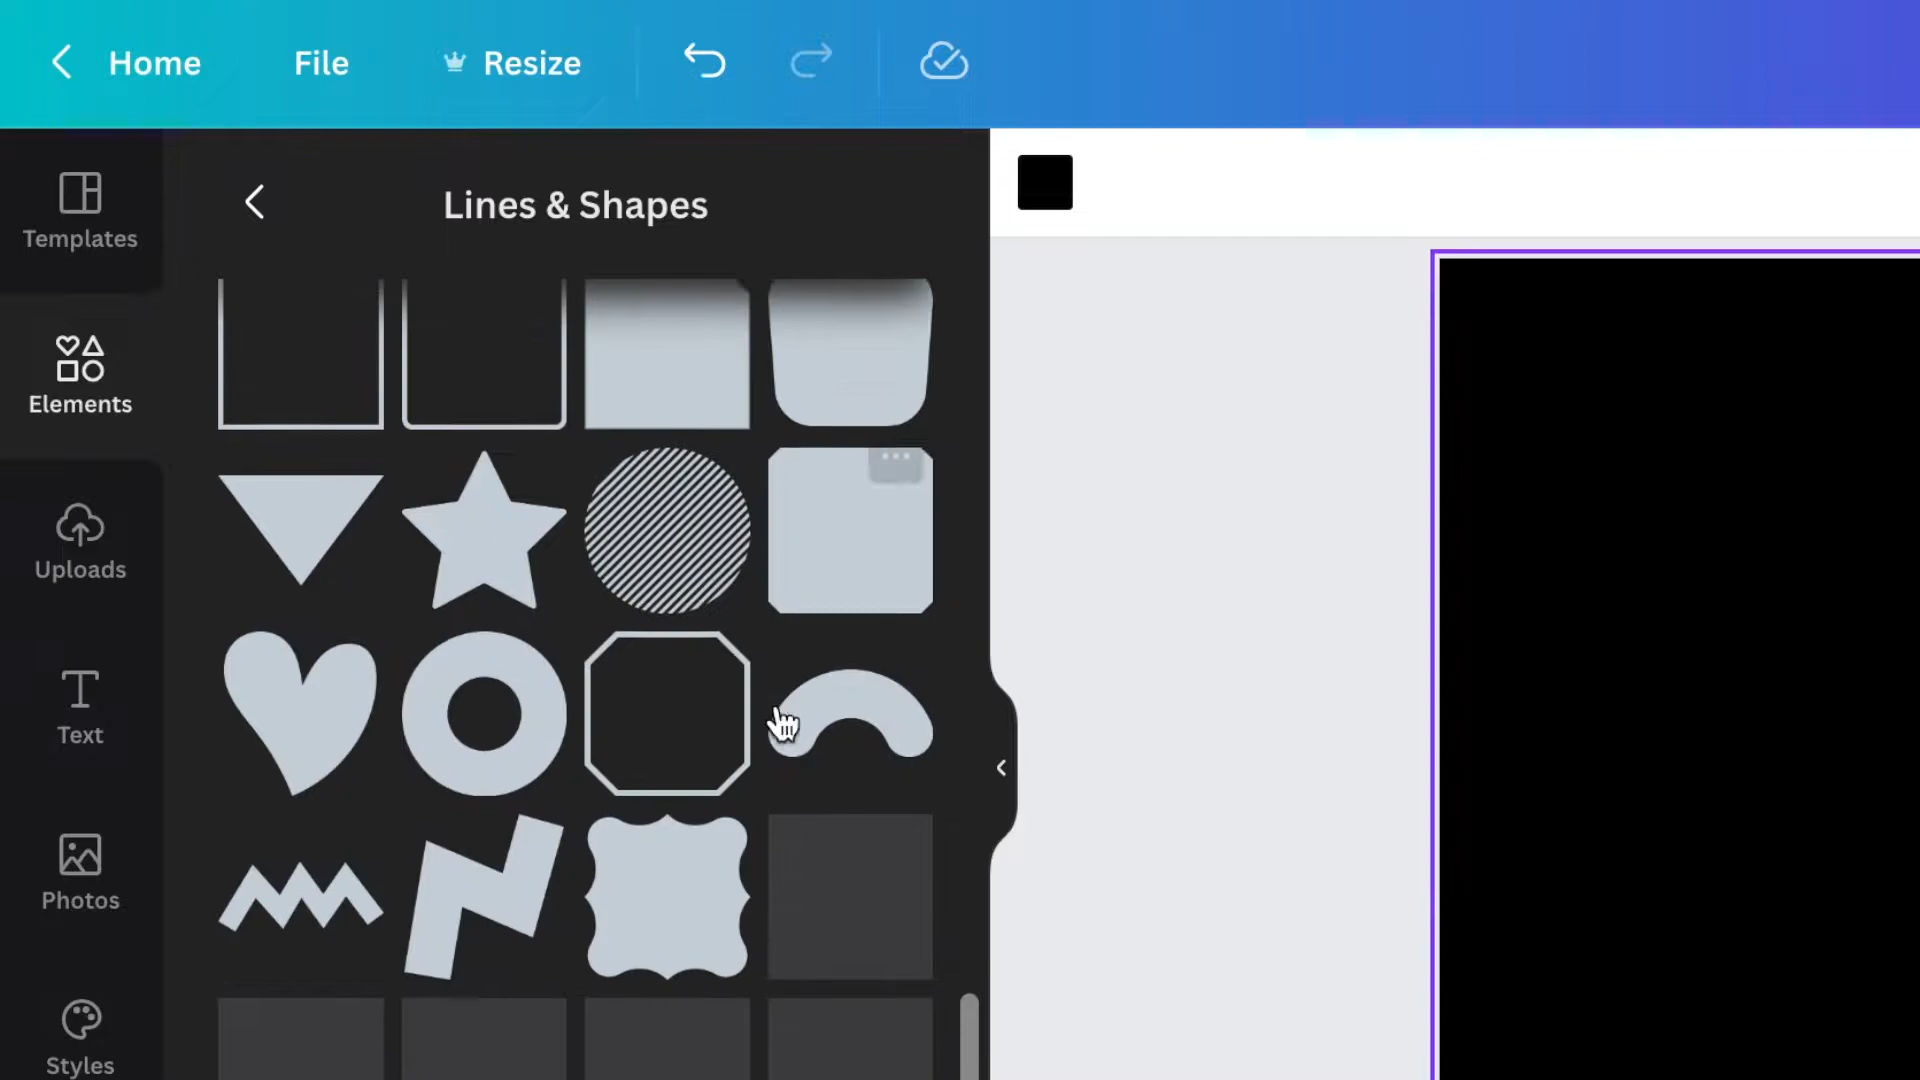 Home File Resize
Templates
Lines & Shapes
Elements
Uploads
Text
Photos
Styles